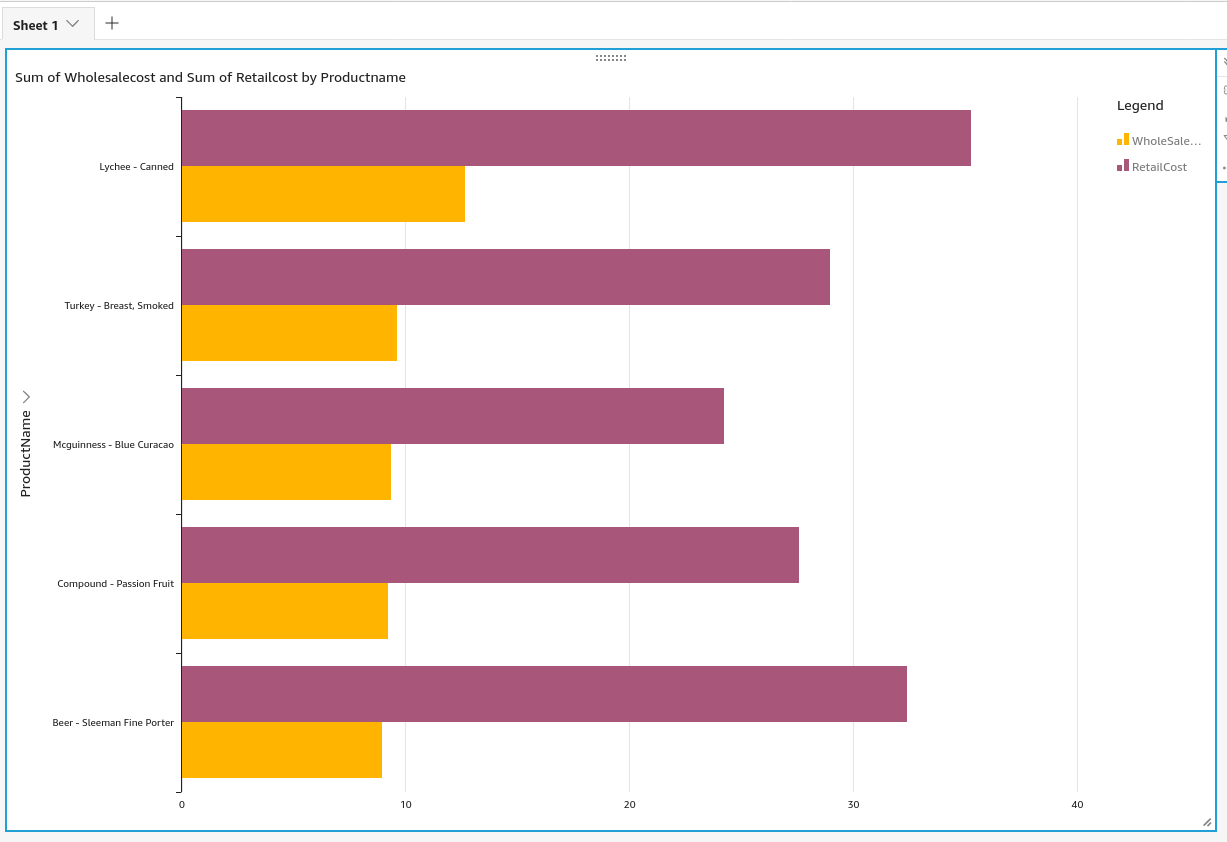 Sheet 1
Sum of Wholesalecost and Sum of Retailcost by Productname
Legend
WholeSale...
RetailCost
ProductName
Lychee - Canned
Turkey - Breast, Smoked
Mcguinness - Blue Curacao
Compound - Passion Fruit
Beer - Sleeman Fine Porter
0 10 20 30 40